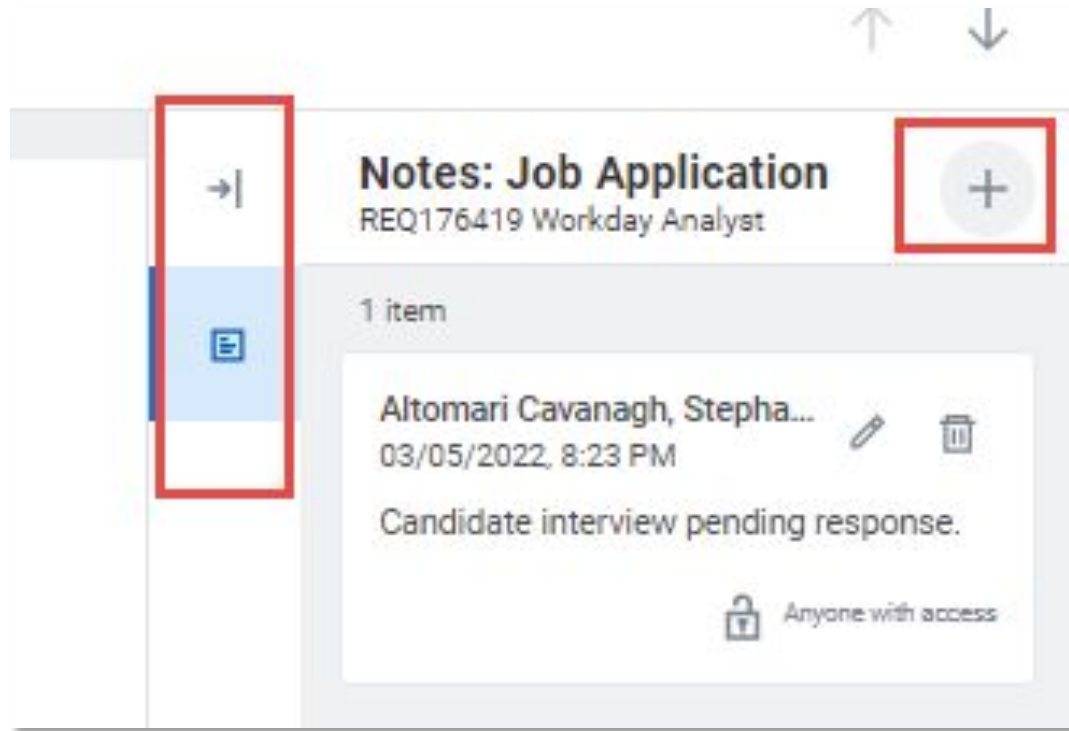 Notes: Job Application
REQ176419 Workday Analyst
1 item
Altomari Cavanagh, Stepha...
03/05/2022, 8:23 PM
Candidate interview pending response.
Anyone with access